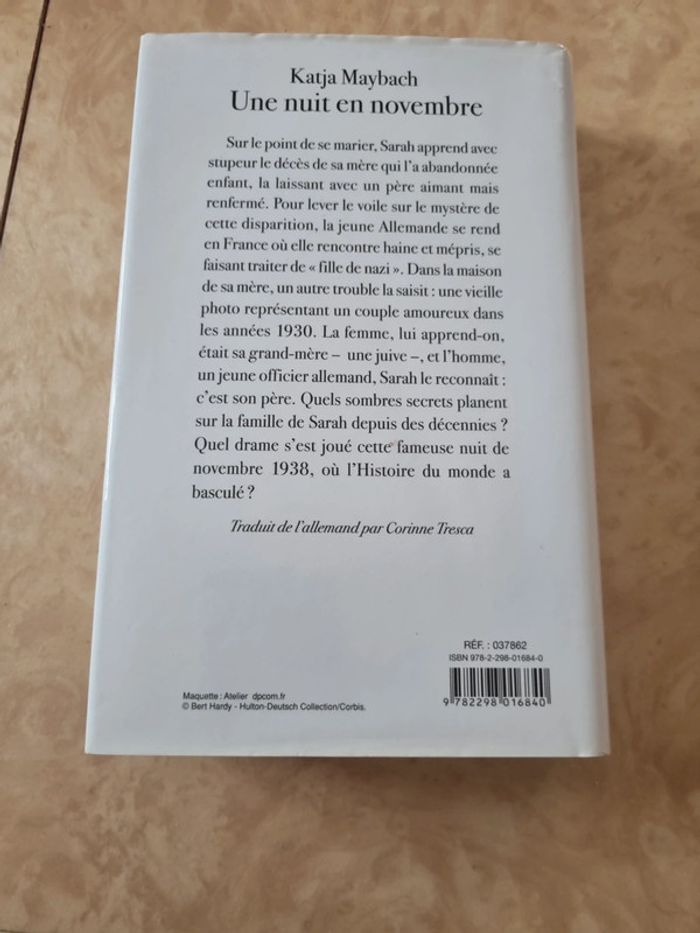 Katja Maybach
Une nuit en novembre
Sur le point de se marier, Sarah apprend avec
stupeur le décès de sa mère qui l'a abandonnée
enfant, la laissant avec un père aimant mais
renfermé. Pour lever le voile sur le mystère de
cette disparition, la jeune Allemande se rend
en France où elle rencontre haine et mépris, se
faisant traiter de « fille de nazi ». Dans la maison
de sa mère, un autre trouble la saisit : une vieille
photo représentant un couple amoureux dans
les années 1930. La femme, lui apprend-on,
était sa grand-mère – une juive –, et l'homme,
un jeune officier allemand, Sarah le reconnaît :
c'est son père. Quels sombres secrets planent
sur la famille de Sarah depuis des décennies ?
Quel drame s'est joué cette fameuse nuit de
novembre 1938, où l'Histoire du monde a
basculé ?
Traduit de l'allemand par Corinne Tresca
RÉF. : 037862
ISBN 978-2-298-01684-0
9 782298 016840
Maquette : Atelier dpcom.fr
© Bert Hardy - Hulton-Deutsch Collection/Corbis.